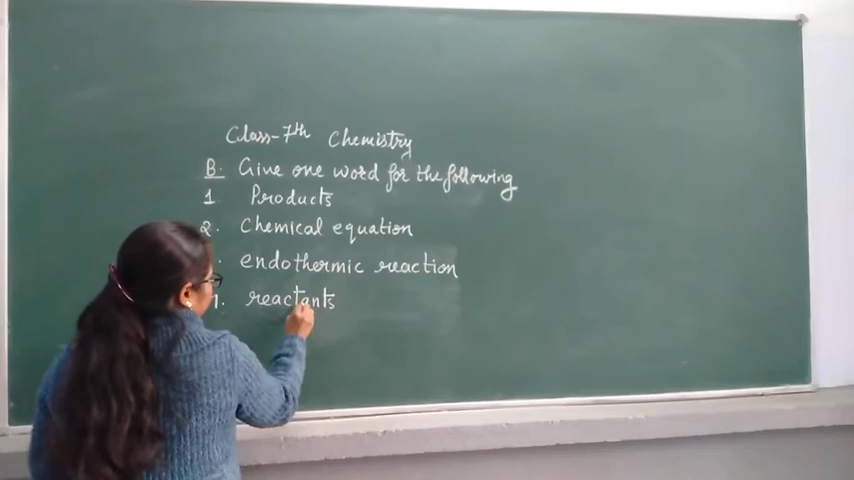 Class-7th Chemistry
B. Give one word for the following
1 Products
2. Chemical equation
. endothermic reaction
. reactants